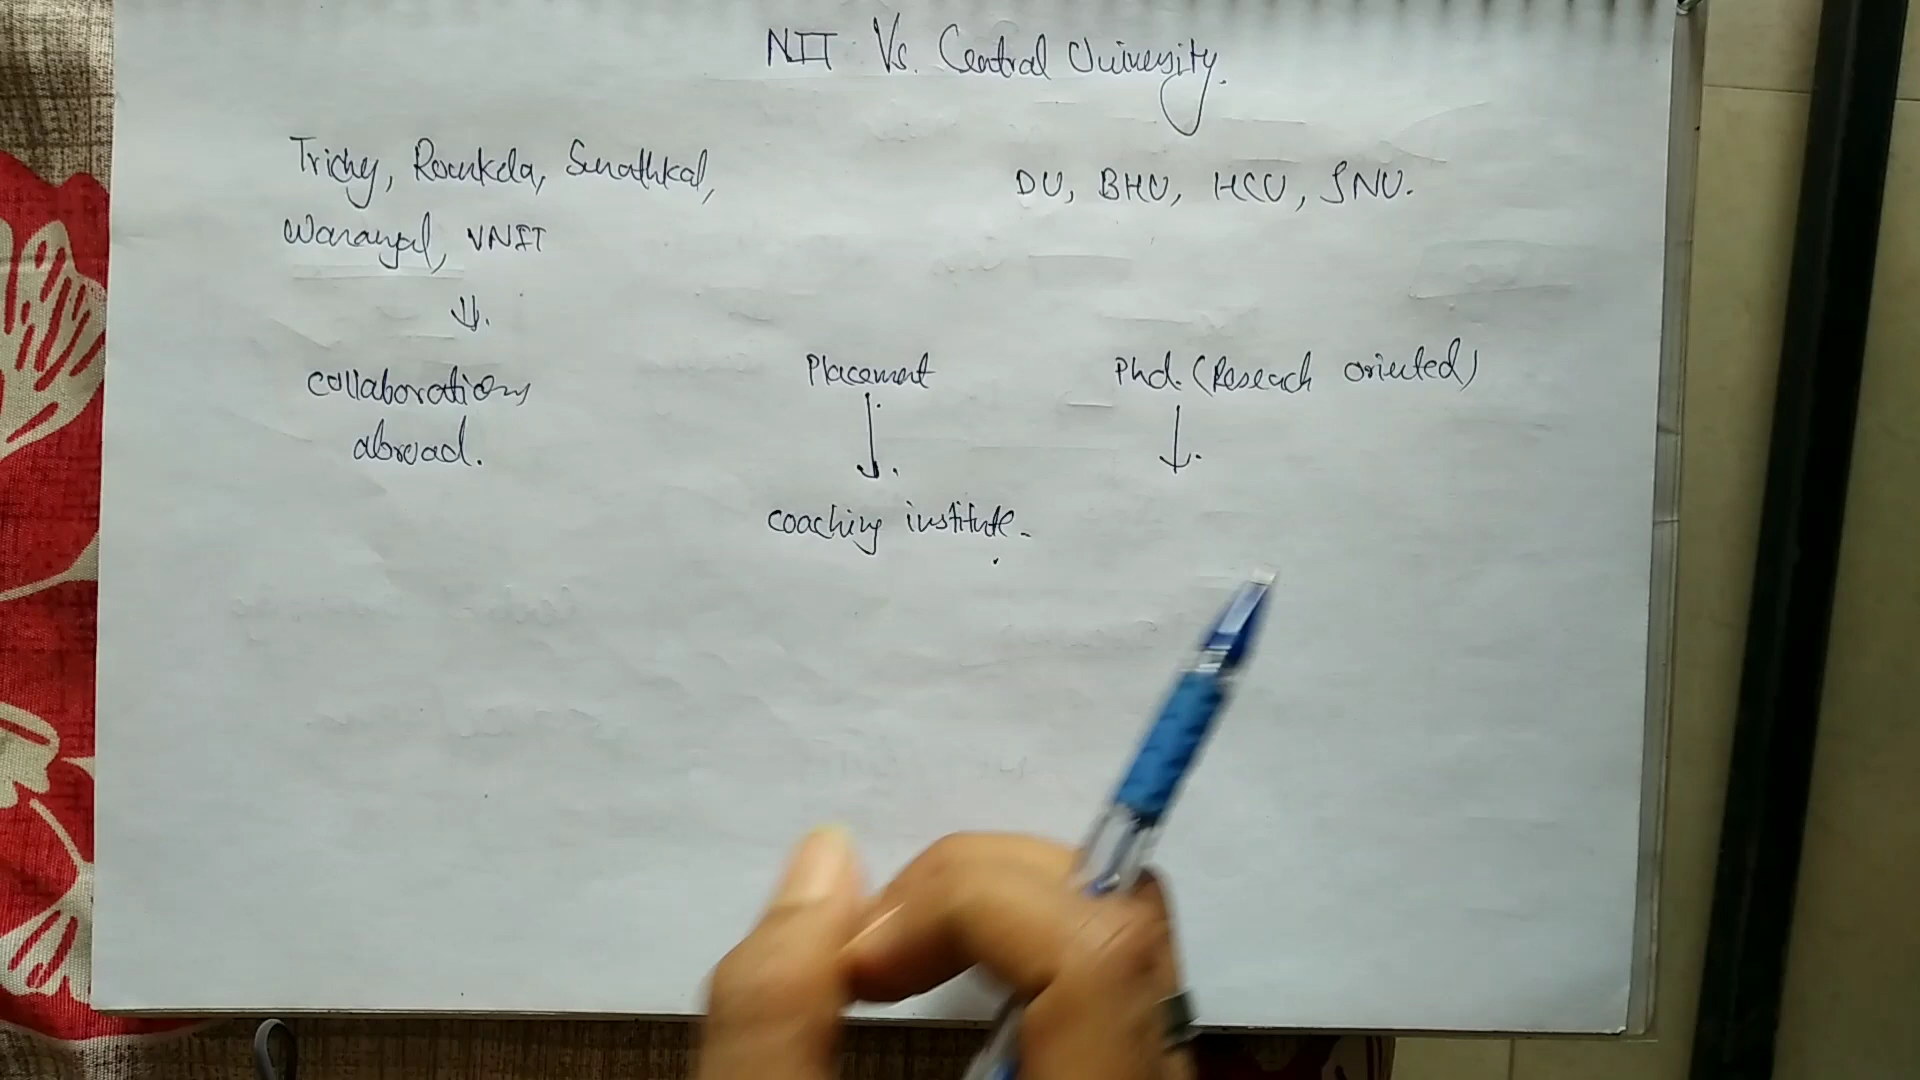 NIT Vs. Central University.
Trichy, Rourkela, Surathkal,
Warangal, VNIT
DU, BHU, HCU, JNU.
collaborations
abroad.
Placement
Phd. (Reseach oriented)
coaching institute.